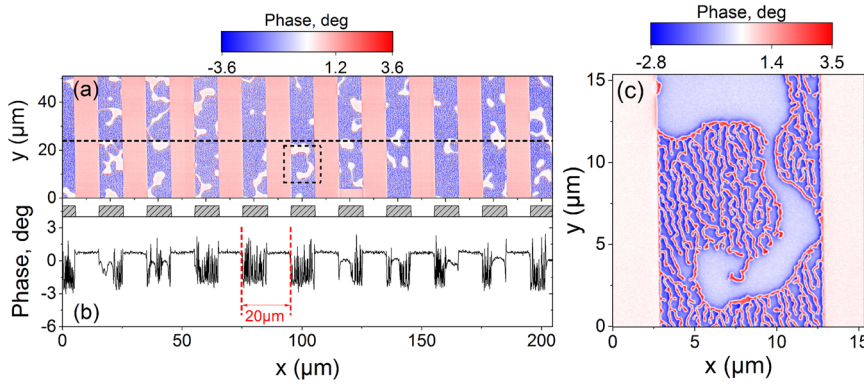 Phase, deg
-3.6 1.2 3.6
(a)
y (µm)
40
20
0
Phase, deg
3
0
-3
-6
(b)
20µm
0 50 100 150 200
x (µm)
Phase, deg
-2.8 1.4 3.5
(c)
y (µm)
15
10
5
0
0 5 10 15
x (µm)